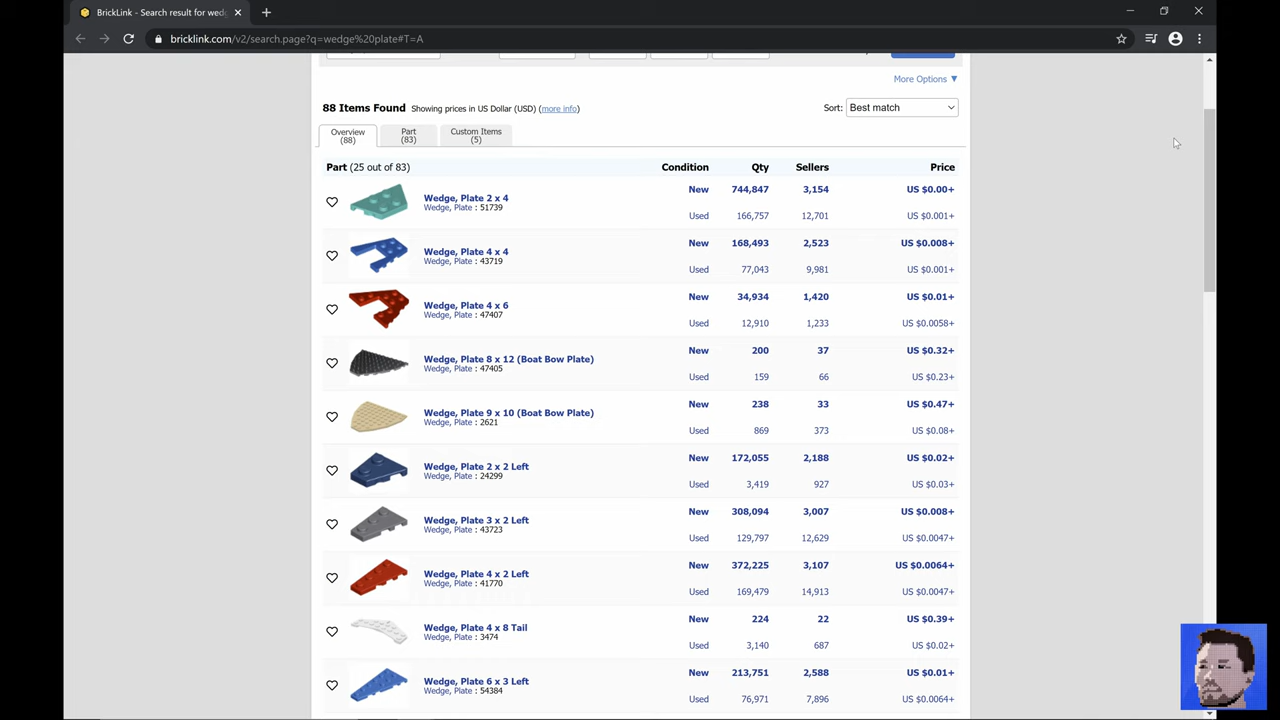 BrickLink - Search result for wedg
bricklink.com/v2/search.page?q=wedge%20plate#T=A
More Options ▼
88 Items Found Showing prices in US Dollar (USD) (more info) Sort: Best match
Overview (88) Part (83) Custom Items (5)
Part (25 out of 83) Condition Qty Sellers Price
Wedge, Plate 2 x 4 New 744,847 3,154 US $0.00+
Wedge, Plate : 51739
Used 166,757 12,701 US $0.001+
Wedge, Plate 4 x 4 New 168,493 2,523 US $0.008+
Wedge, Plate : 43719
Used 77,043 9,981 US $0.001+
Wedge, Plate 4 x 6 New 34,934 1,420 US $0.01+
Wedge, Plate : 47407
Used 12,910 1,233 US $0.0058+
Wedge, Plate 8 x 12 (Boat Bow Plate) New 200 37 US $0.32+
Wedge, Plate : 47405
Used 159 66 US $0.23+
Wedge, Plate 9 x 10 (Boat Bow Plate) New 238 33 US $0.47+
Wedge, Plate : 2621
Used 869 373 US $0.08+
Wedge, Plate 2 x 2 Left New 172,055 2,188 US $0.02+
Wedge, Plate : 24299
Used 3,419 927 US $0.03+
Wedge, Plate 3 x 2 Left New 308,094 3,007 US $0.008+
Wedge, Plate : 43723
Used 129,797 12,629 US $0.0047+
Wedge, Plate 4 x 2 Left New 372,225 3,107 US $0.0064+
Wedge, Plate : 41770
Used 169,479 14,913 US $0.0047+
Wedge, Plate 4 x 8 Tail New 224 22 US $0.39+
Wedge, Plate : 3474
Used 3,140 687 US $0.02+
Wedge, Plate 6 x 3 Left New 213,751 2,588 US $0.01+
Wedge, Plate : 54384
Used 76,971 7,896 US $0.0064+